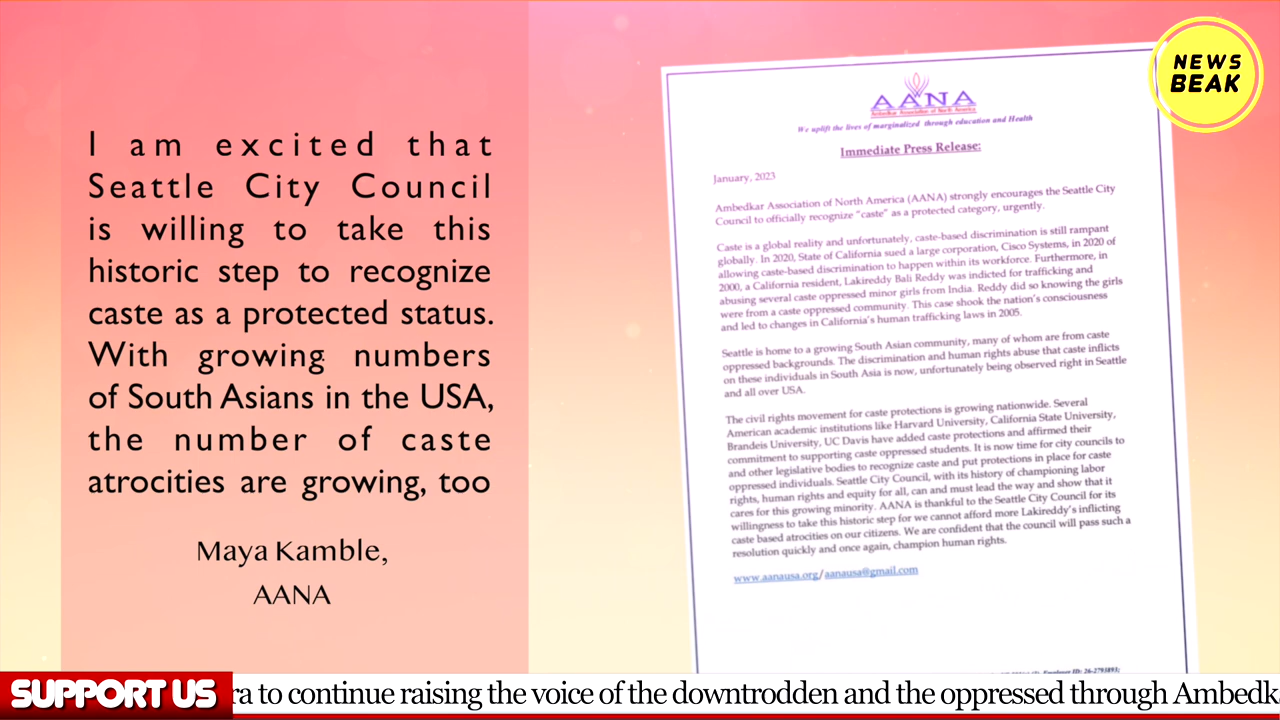 I am excited that
Seattle City Council
is willing to take this
historic step to recognize
caste as a protected status.
With growing numbers
of South Asians in the USA,
the number of caste
atrocities are growing, too
Maya Kamble,
AANA
NEWS
BEAK
AANA
Ambedkar Association of North America
We uplift the lives of marginalized through education and Health
Immediate Press Release:
January, 2023
Ambedkar Association of North America (AANA) strongly encourages the Seattle City
Council to officially recognize “caste” as a protected category, urgently.
Caste is a global reality and unfortunately, caste-based discrimination is still rampant
globally. In 2020, State of California sued a large corporation, Cisco Systems, in 2020 of
allowing caste-based discrimination to happen within its workforce. Furthermore, in
2000, a California resident, Lakireddy Bali Reddy was indicted for trafficking and
abusing several caste oppressed minor girls from India. Reddy did so knowing the girls
were from a caste oppressed community. This case shook the nation's consciousness
and led to changes in California's human trafficking laws in 2005.
Seattle is home to a growing South Asian community, many of whom are from caste
oppressed backgrounds. The discrimination and human rights abuse that caste inflicts
on these individuals in South Asia is now, unfortunately being observed right in Seattle
and all over USA.
The civil rights movement for caste protections is growing nationwide. Several
American academic institutions like Harvard University, California State University,
Brandeis University, UC Davis have added caste protections and affirmed their
commitment to supporting caste oppressed students. It is now time for city councils to
and other legislative bodies to recognize caste and put protections in place for caste
oppressed individuals. Seattle City Council, with its history of championing labor
rights, human rights and equity for all, can and must lead the way and show that it
cares for this growing minority. AANA is thankful to the Seattle City Council for its
willingness to take this historic step for we cannot afford more Lakireddy's inflicting
caste based atrocities on our citizens. We are confident that the council will pass such a
resolution quickly and once again, champion human rights.
www.aanausa.org/aanausa@gmail.com
Employer ID: 26-2793893;
SUPPORT US
ra to continue raising the voice of the downtrodden and the oppressed through Ambedk